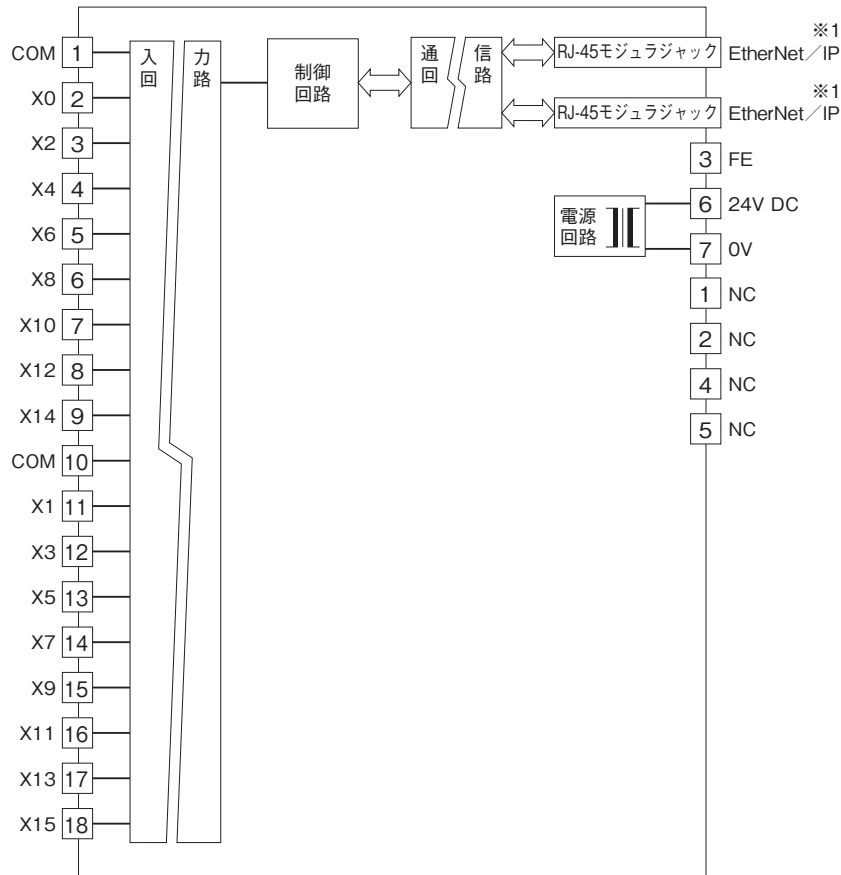 COM 1
X0 2
X2 3
X4 4
X6 5
X8 6
X10 7
X12 8
X14 9
COM 10
X1 11
X3 12
X5 13
X7 14
X9 15
X11 16
X13 17
X15 18
入力
回路
制御
回路
通信
回路
※1
RJ-45モジュラジャック EtherNet／IP
※1
RJ-45モジュラジャック EtherNet／IP
3 FE
電源
回路
6 24V DC
7 0V
1 NC
2 NC
4 NC
5 NC